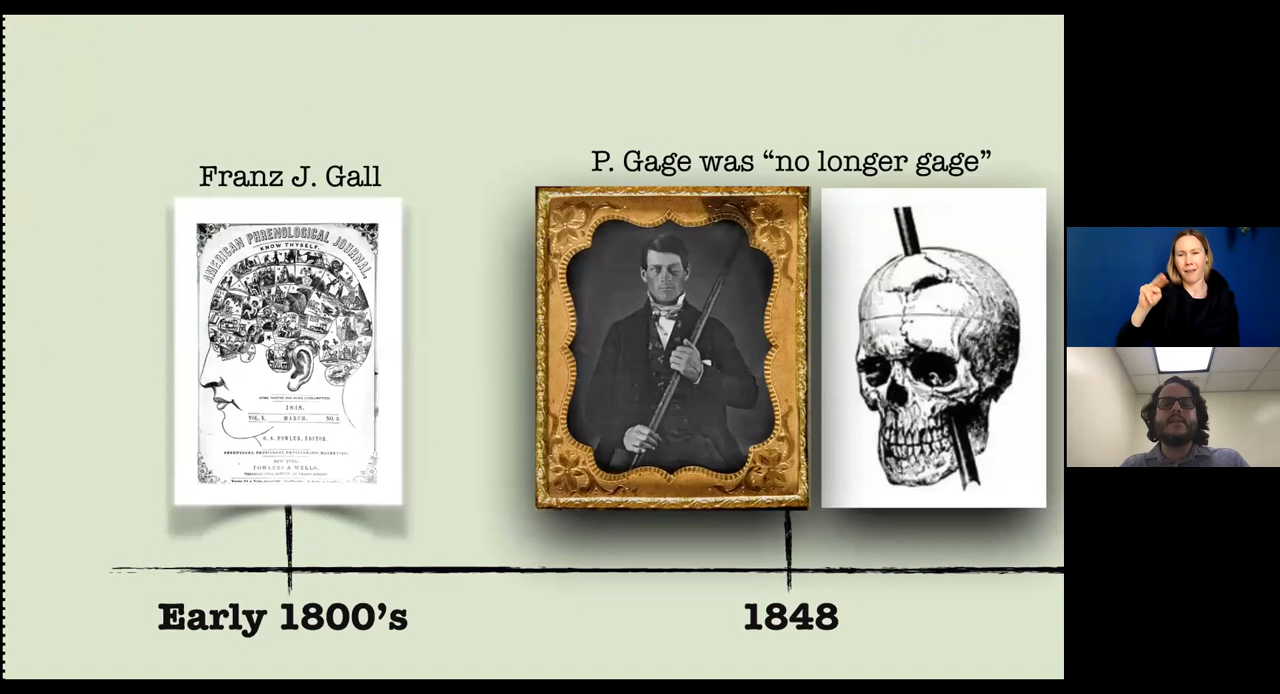 Franz J. Gall
P. Gage was “no longer gage”
AMERICAN PHRENOLOGICAL JOURNAL
KNOW THYSELF.
1848.
VOL. X. MARCH. NO. 3.
O. S. FOWLER, EDITOR.
NEW YORK:
FOWLERS & WELLS,
Early 1800’s
1848